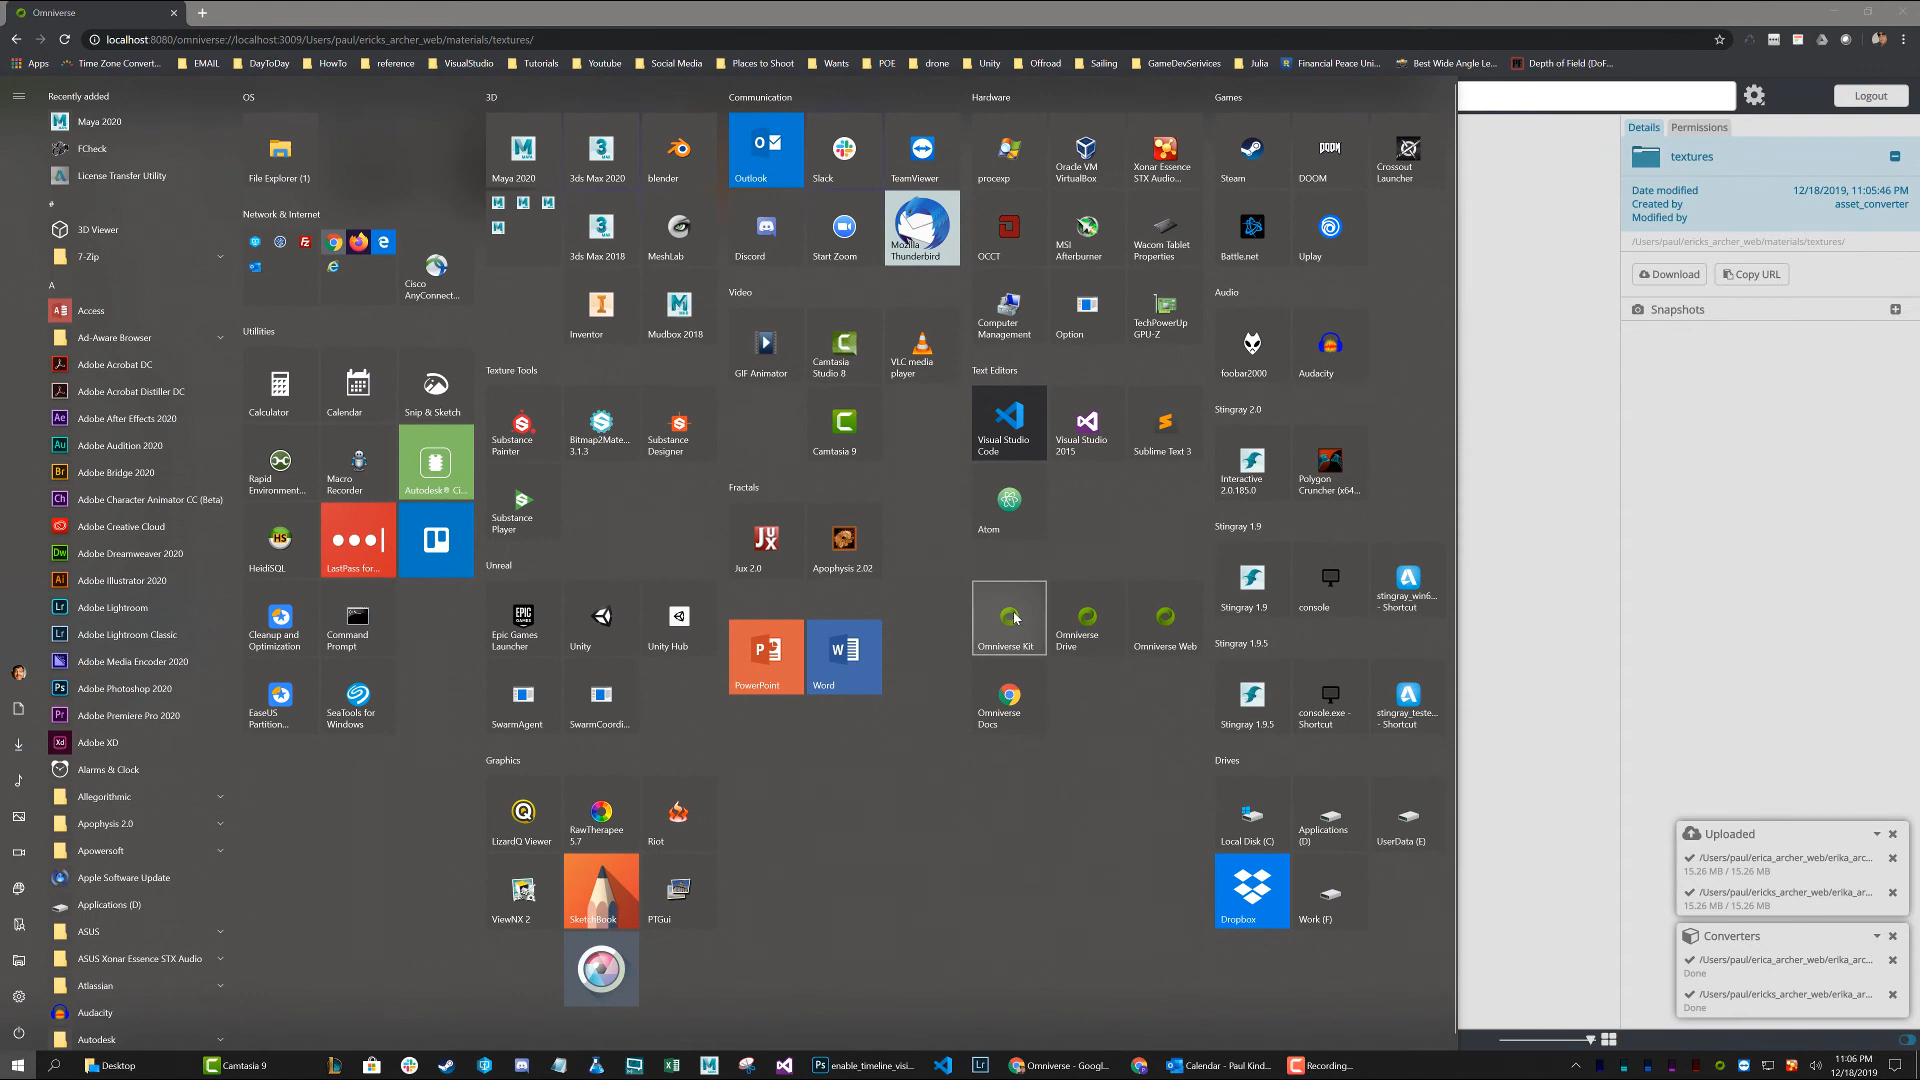 Omniverse
localhost:8080/omniverse://localhost:3009/Users/paul/ericks_archer_web/materials/textures/
Apps
Time Zone Convert...
EMAIL
DayToDay
HowTo
reference
VisualStudio
Tutorials
Youtube
Social Media
Places to Shoot
Wants
POE
drone
Unity
Offroad
Sailing
GameDevSerivices
Julia
Financial Peace Uni...
Best Wide Angle Le...
Depth of Field (DoF...
Logout
Details
Permissions
textures
Date modified
12/18/2019, 11:05:46 PM
Created by
asset_converter
Modified by
/Users/paul/ericks_archer_web/materials/textures/
Download
Copy URL
Snapshots
Recently added
Maya 2020
FCheck
License Transfer Utility
#
3D Viewer
7-Zip
A
Access
Ad-Aware Browser
Adobe Acrobat DC
Adobe Acrobat Distiller DC
Adobe After Effects 2020
Adobe Audition 2020
Adobe Bridge 2020
Adobe Character Animator CC (Beta)
Adobe Creative Cloud
Adobe Dreamweaver 2020
Adobe Illustrator 2020
Adobe Lightroom
Adobe Lightroom Classic
Adobe Media Encoder 2020
Adobe Photoshop 2020
Adobe Premiere Pro 2020
Adobe XD
Alarms & Clock
Allegorithmic
Apophysis 2.0
Apowersoft
Apple Software Update
Applications (D)
ASUS
ASUS Xonar Essence STX Audio
Atlassian
Audacity
Autodesk
OS
File Explorer (1)
Network & Internet
Cisco
AnyConnect...
Utillities
Calculator
Calendar
Snip & Sketch
Rapid
Environment...
Macro
Recorder
Autodesk® Ci...
HeidiSQL
LastPass for...
Cleanup and
Optimization
Command
Prompt
EaseUS
Partition...
SeaTools for
Windows
3D
Maya 2020
3ds Max 2020
blender
3ds Max 2018
MeshLab
Inventor
Mudbox 2018
Texture Tools
Substance
Painter
Bitmap2Mate...
3.1.3
Substance
Designer
Substance
Player
Unreal
Epic Games
Launcher
Unity
Unity Hub
SwarmAgent
SwarmCoordi...
Graphics
LizardQ Viewer
RawTherapee
5.7
Riot
ViewNX 2
SketchBook
PTGui
Communication
Outlook
Slack
TeamViewer
Discord
Start Zoom
Mozilla
Thunderbird
Video
GIF Animator
Camtasia
Studio 8
VLC media
player
Camtasia 9
Fractals
Jux 2.0
Apophysis 2.02
PowerPoint
Word
Hardware
procexp
Oracle VM
VirtualBox
Xonar Essence
STX Audio...
OCCT
MSI
Afterburner
Wacom Tablet
Properties
Computer
Management
Option
TechPowerUp
GPU-Z
Text Editors
Visual Studio
Code
Visual Studio
2015
Sublime Text 3
Atom
Omniverse Kit
Omniverse
Drive
Omniverse Web
Omniverse
Docs
Games
Steam
DOOM
Crossout
Launcher
Battle.net
Uplay
Audio
foobar2000
Audacity
Stingray 2.0
Interactive
2.0.185.0
Polygon
Cruncher (x64...
Stingray 1.9
Stingray 1.9
console
stingray_win6...
- Shortcut
Stingray 1.9.5
Stingray 1.9.5
console.exe -
Shortcut
stingray_teste...
- Shortcut
Drives
Local Disk (C)
Applications
(D)
UserData (E)
Dropbox
Work (F)
Uploaded
/Users/paul/erica_archer_web/erika_arc...
15.26 MB / 15.26 MB
/Users/paul/ericks_archer_web/erika_ar...
15.26 MB / 15.26 MB
Converters
/Users/paul/erica_archer_web/erika_arc...
Done
/Users/paul/ericks_archer_web/erika_ar...
Done
Desktop
Camtasia 9
enable_timeline_visi...
Omniverse - Googl...
Calendar - Paul Kind...
Recording...
11:06 PM
12/18/2019